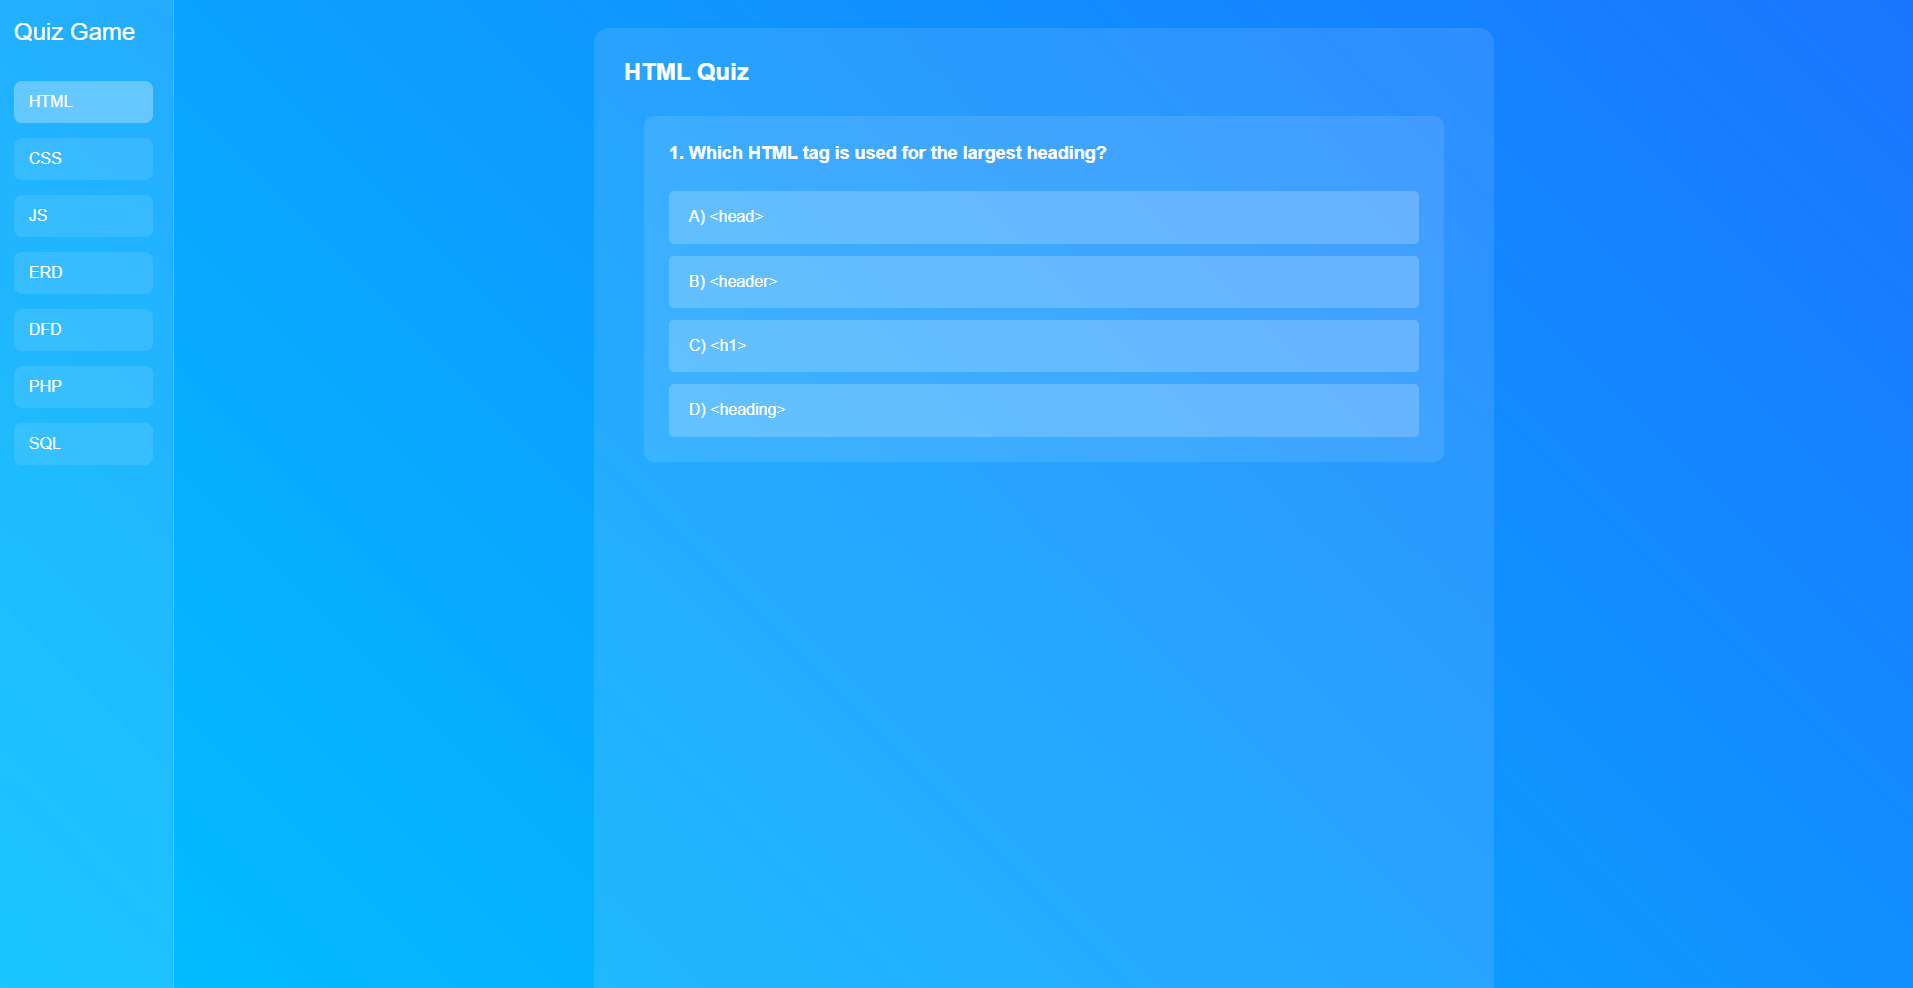 Quiz Game
HTML
CSS
JS
ERD
DFD
PHP
SQL
HTML Quiz
1. Which HTML tag is used for the largest heading?
A) <head>
B) <header>
C) <h1>
D) <heading>